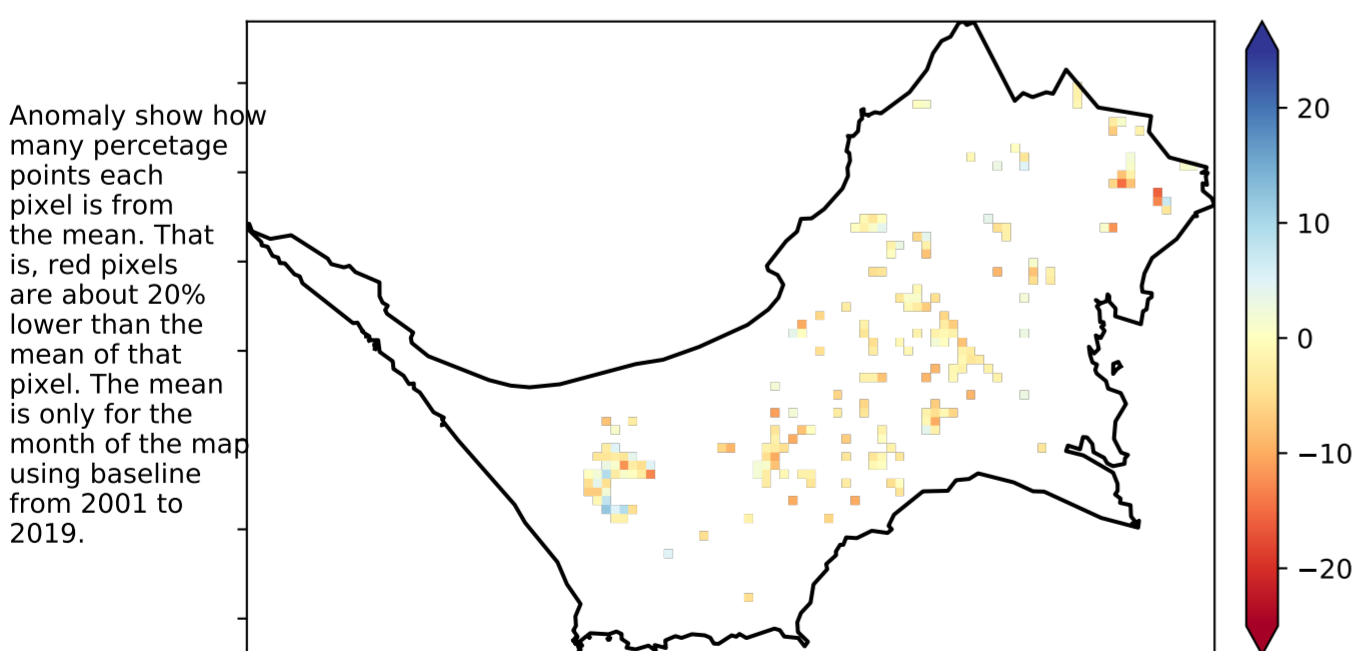 Anomaly show how
many percetage
points each
pixel is from
the mean. That
is, red pixels
are about 20%
lower than the
mean of that
pixel. The mean
is only for the
month of the map
using baseline
from 2001 to
2019.
20
10
0
−10
−20